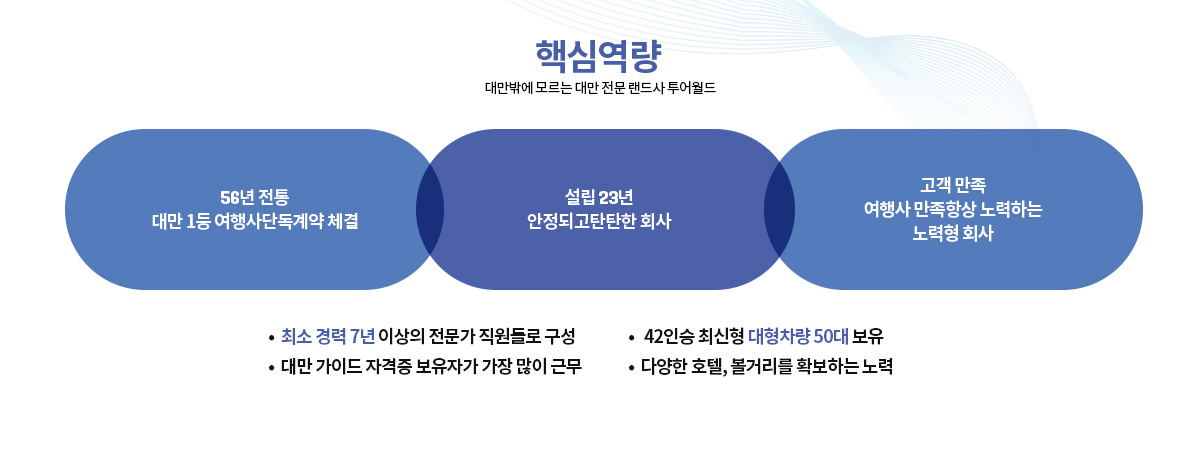 핵심역량
대만밖에 모르는 대만 전문 랜드사 투어월드
56년 전통
대만 1등 여행사단독계약 체결
설립 23년
안정되고탄탄한 회사
고객 만족
여행사 만족항상 노력하는
노력형 회사
• 최소 경력 7년 이상의 전문가 직원들로 구성
• 대만 가이드 자격증 보유자가 가장 많이 근무
• 42인승 최신형 대형차량 50대 보유
• 다양한 호텔, 볼거리를 확보하는 노력